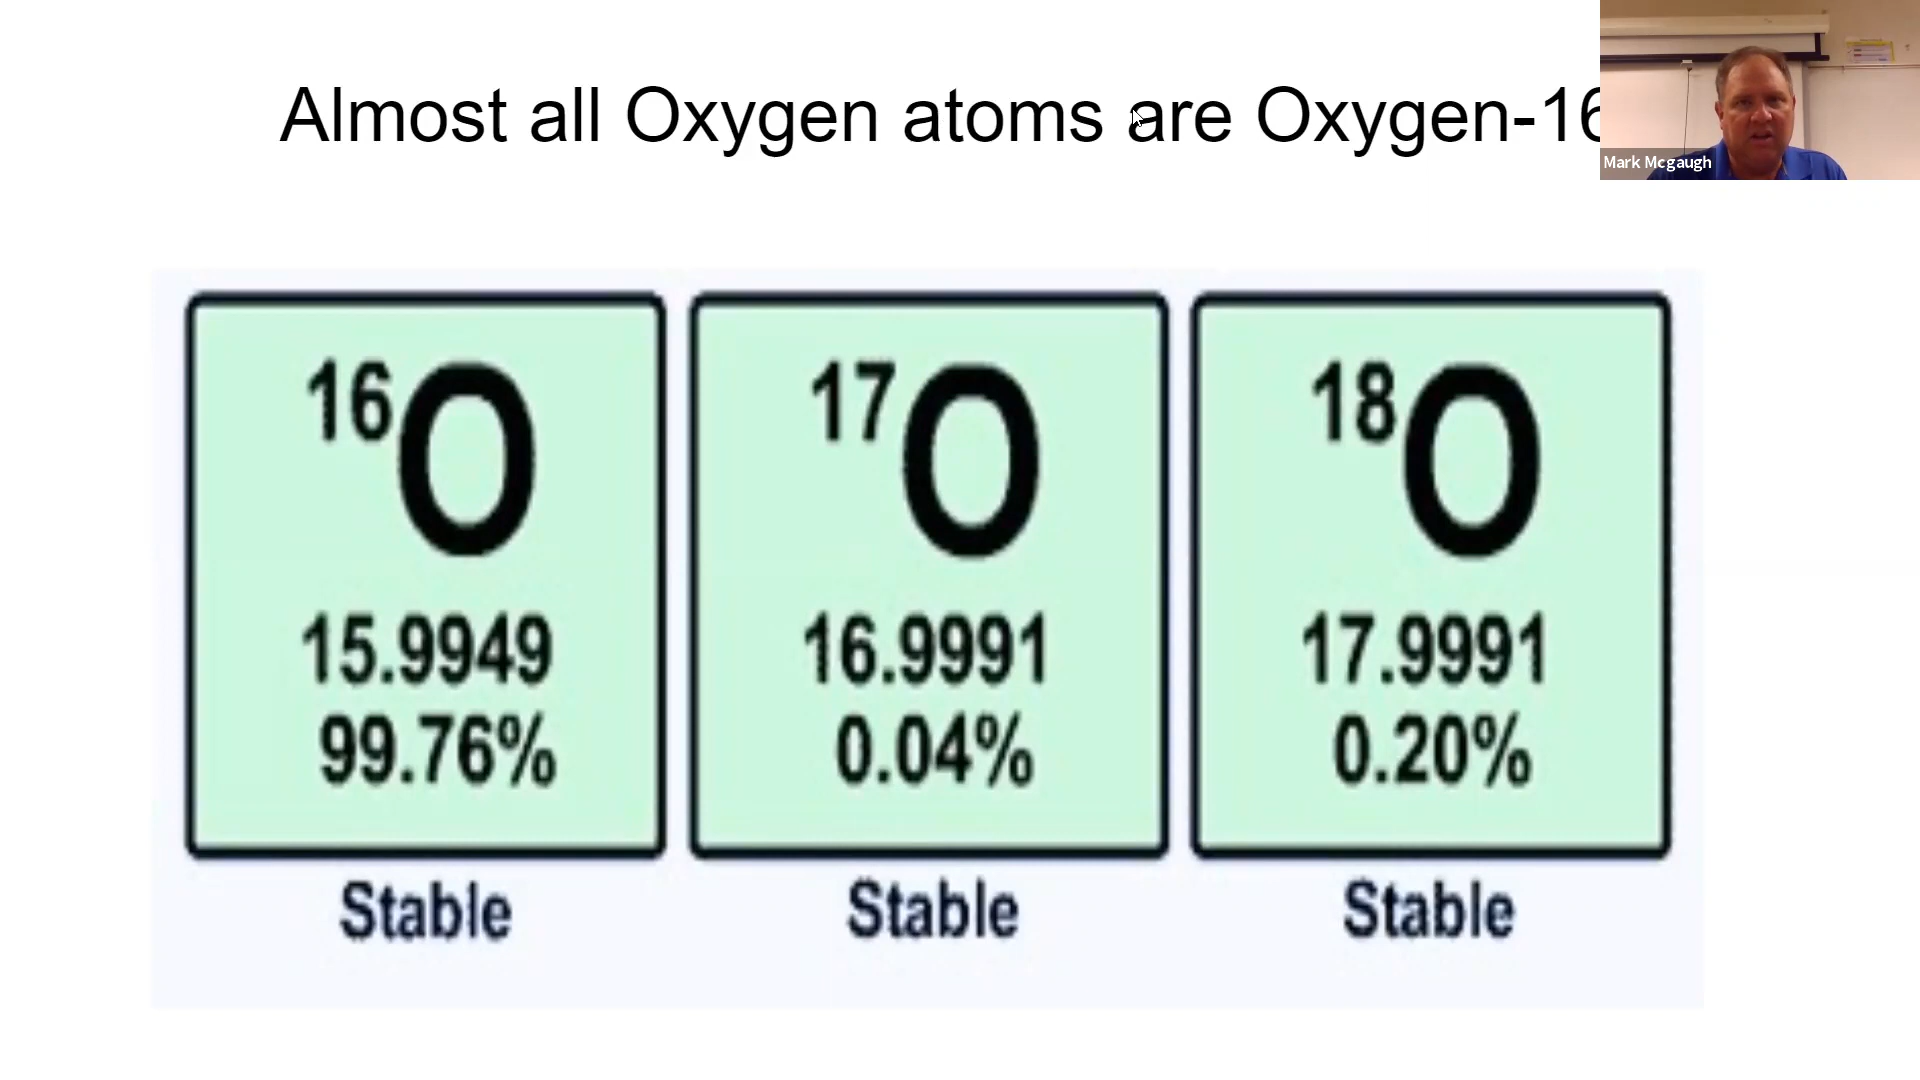 Almost all Oxygen atoms are Oxygen-16
Mark Mcgaugh
16O
15.9949
99.76%
Stable
17O
16.9991
0.04%
Stable
18O
17.9991
0.20%
Stable